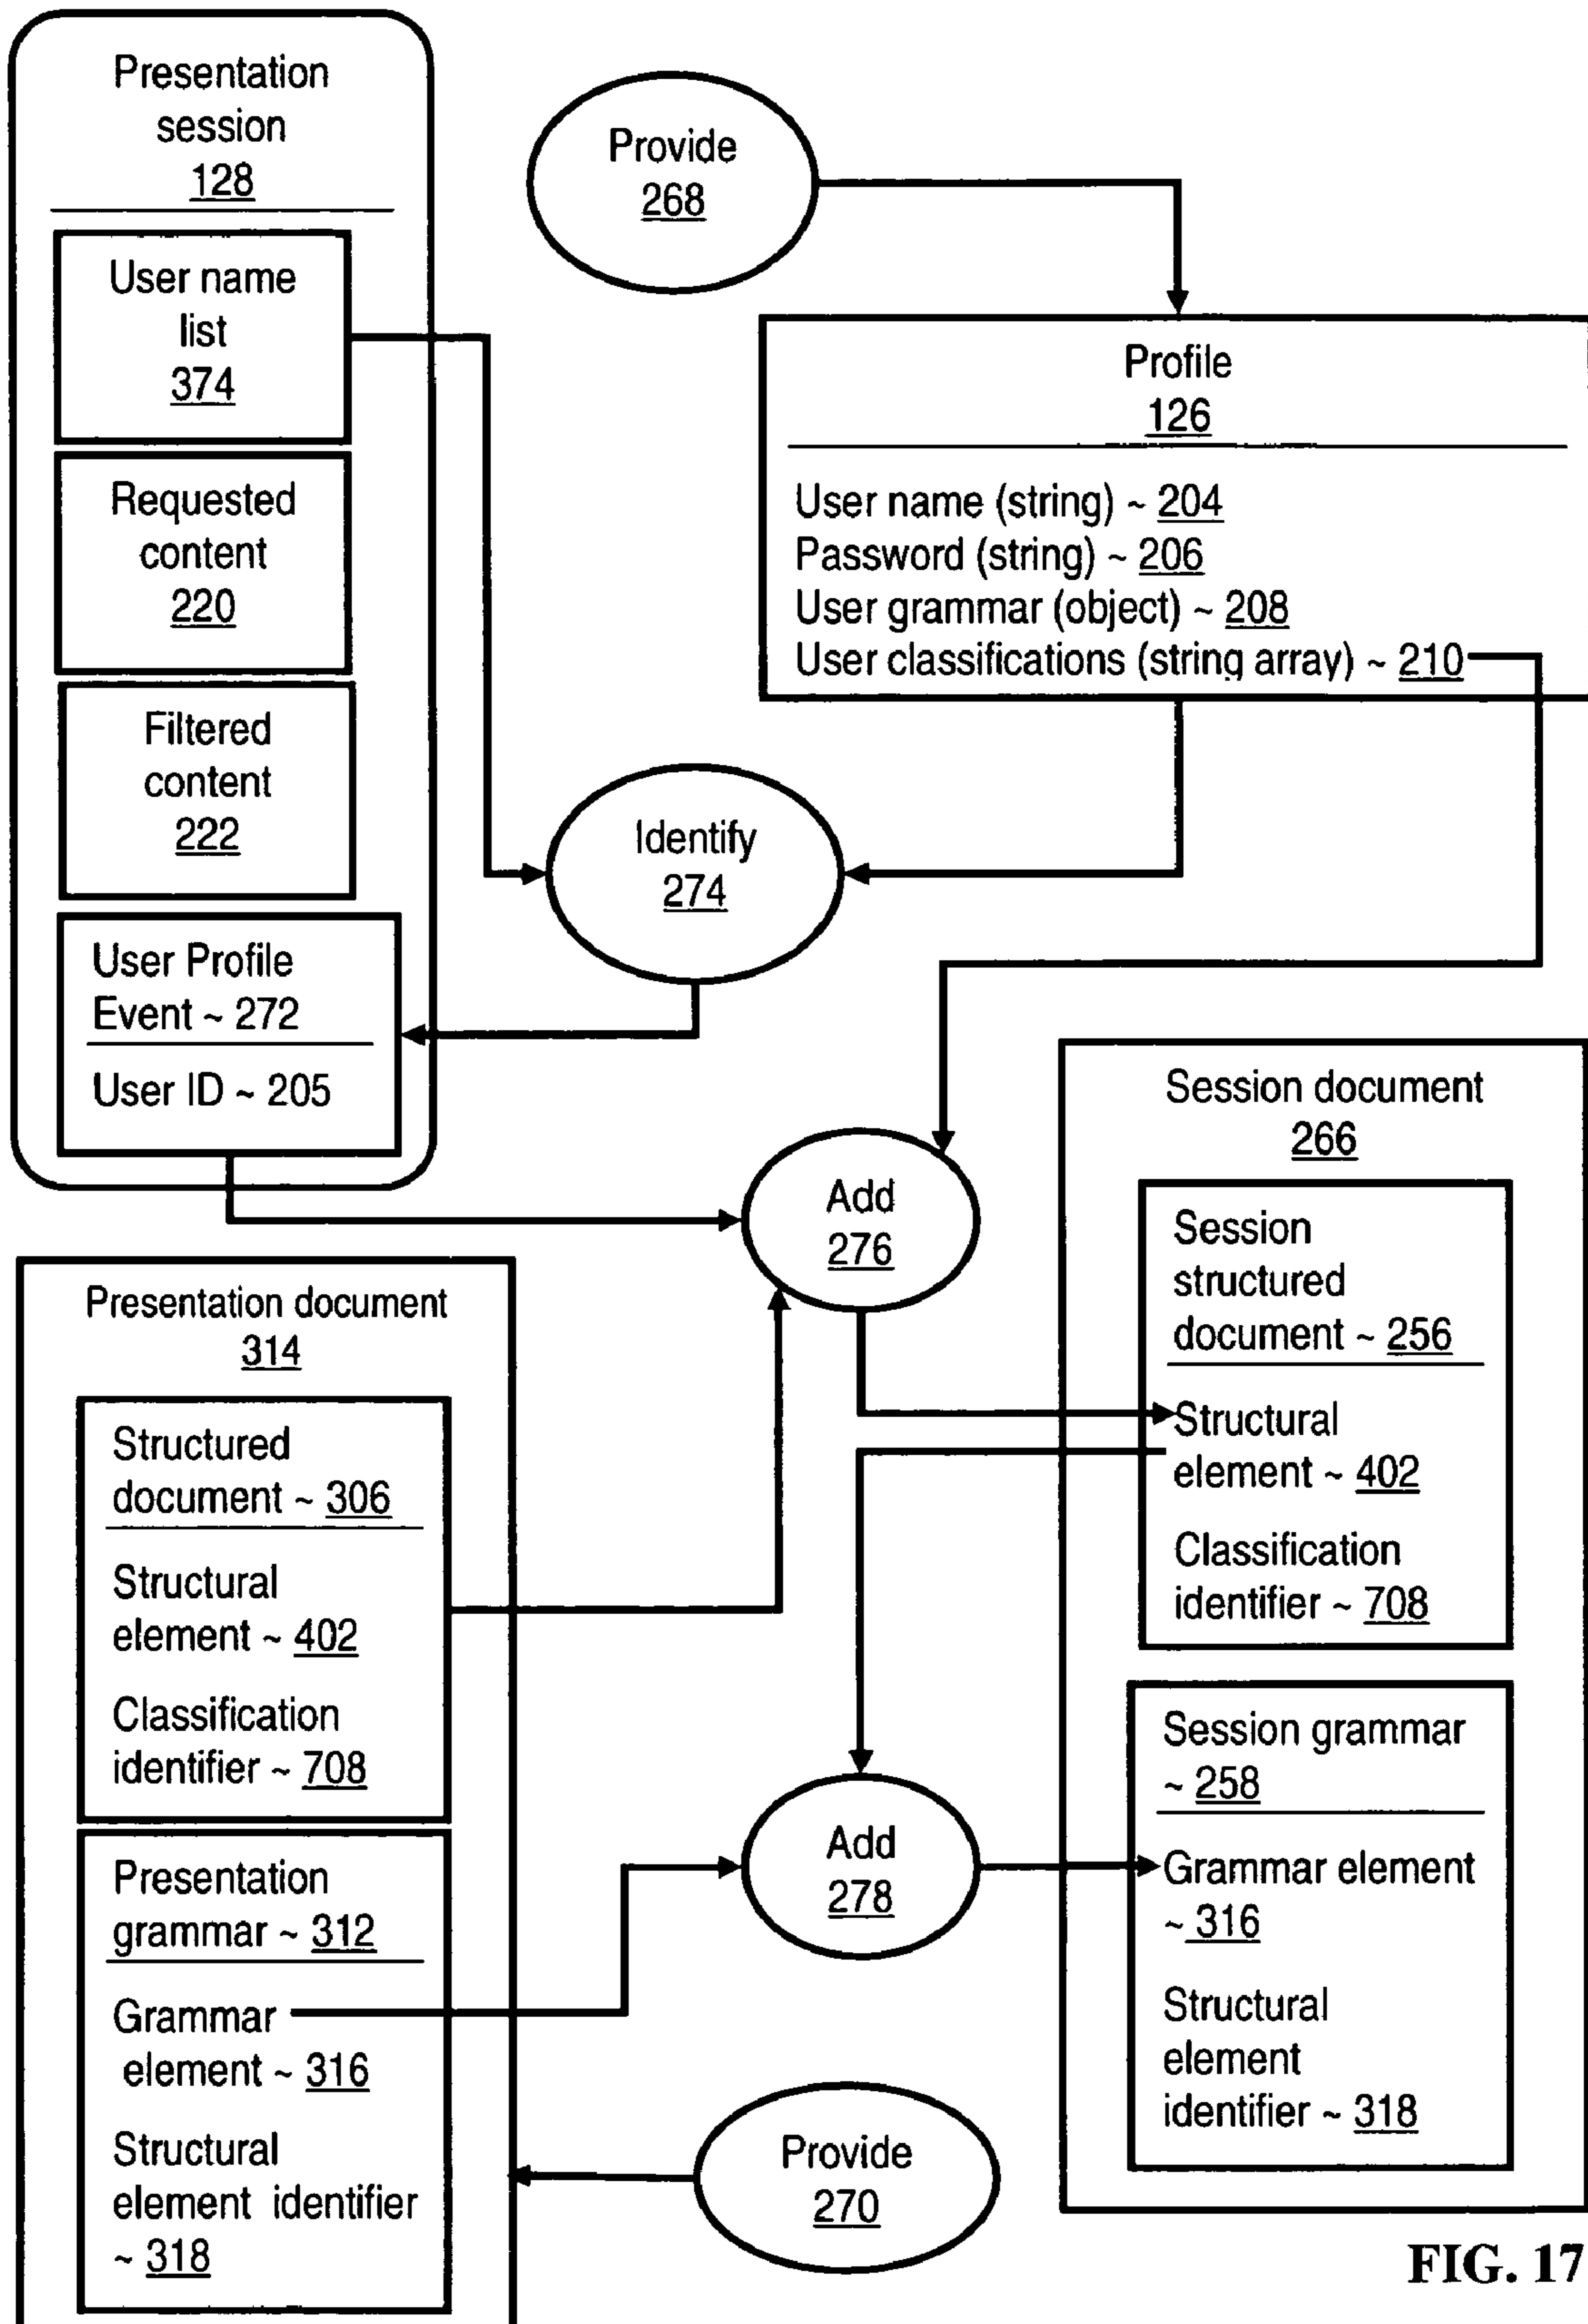 Presentation
session
128
User name
list
374
Requested
content
220
Filtered
content
222
User Profile
Event ~ 272
User ID ~ 205
Provide
268
Profile
126
User name (string) ~ 204
Password (string) ~ 206
User grammar (object) ~ 208
User classifications (string array) ~ 210
Identify
274
Add
276
Session document
266
Session
structured
document ~ 256
Structural
element ~ 402
Classification
identifier ~ 708
Session grammar
~ 258
Grammar element
~ 316
Structural
element
identifier ~ 318
Presentation document
314
Structured
document ~ 306
Structural
element ~ 402
Classification
identifier ~ 708
Presentation
grammar ~ 312
Grammar
element ~ 316
Structural
element identifier
~ 318
Add
278
Provide
270
FIG. 17